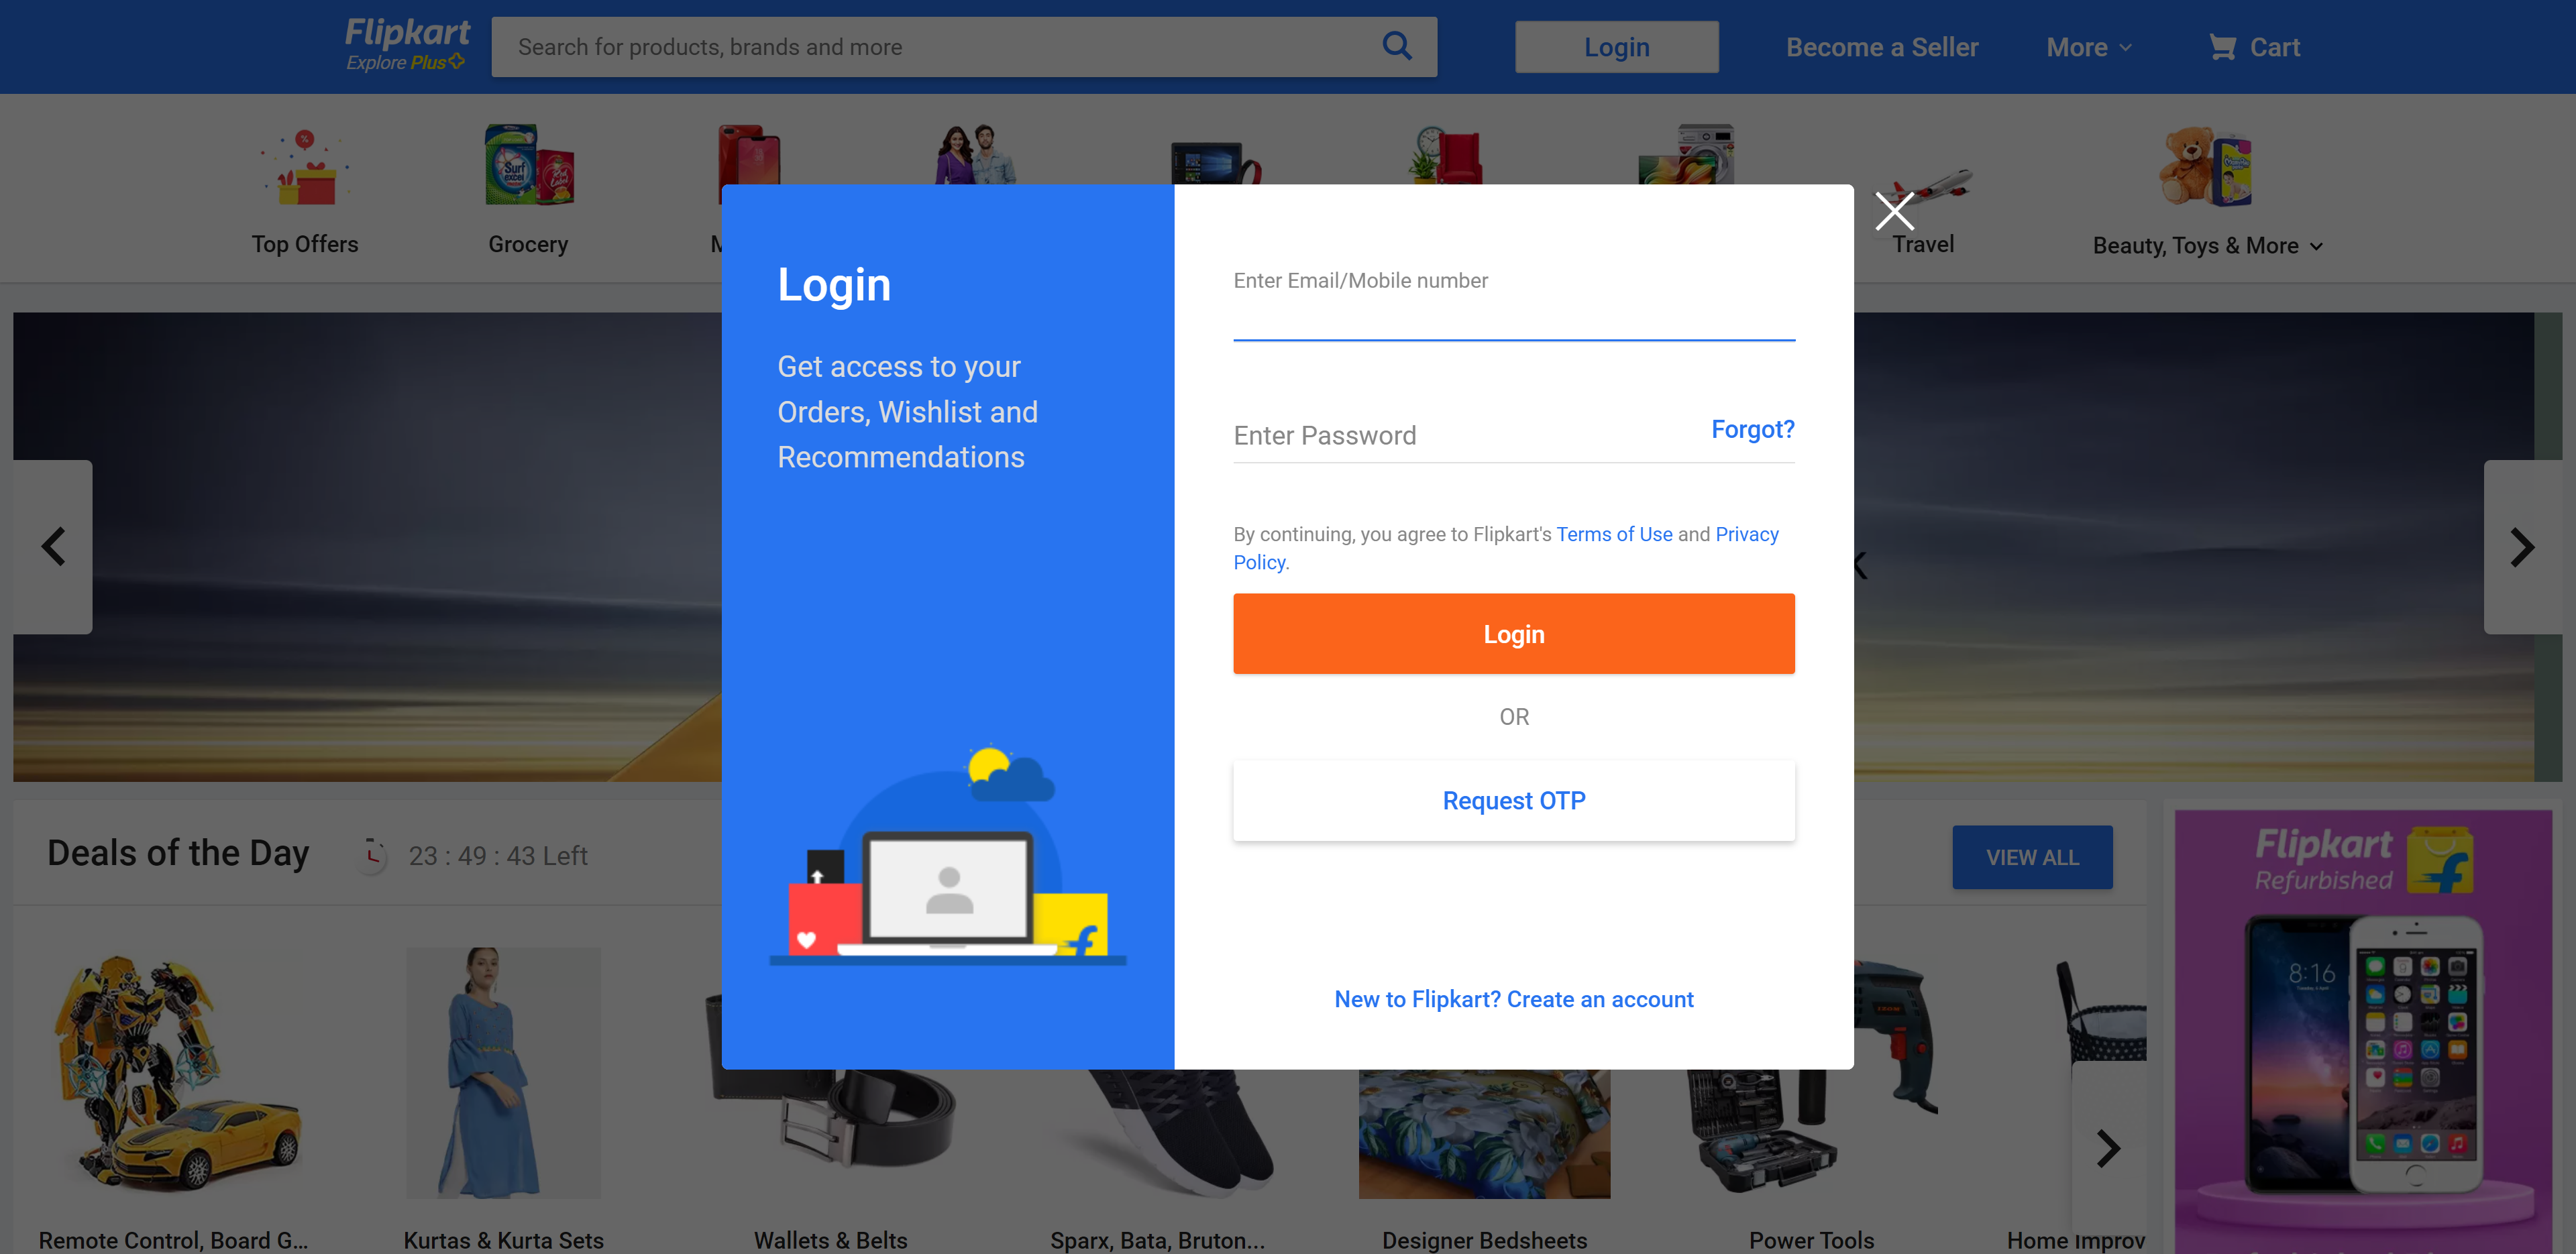 Flipkart
Explore Plus
Search for products, brands and more
Login
Become a Seller
More
Cart
Surf excel
Red Label
Top Offers
Grocery
Travel
Beauty, Toys & More
Login
Get access to your
Orders, Wishlist and
Recommendations
Enter Email/Mobile number
Enter Password
Forgot?
By continuing, you agree to Flipkart's Terms of Use and Privacy
Policy.
Login
OR
Request OTP
New to Flipkart? Create an account
Deals of the Day
23 : 49 : 43 Left
VIEW ALL
Flipkart
Refurbished
8:16
Remote Control, Board G...
Kurtas & Kurta Sets
Wallets & Belts
Sparx, Bata, Bruton...
Designer Bedsheets
Power Tools
Home Improv